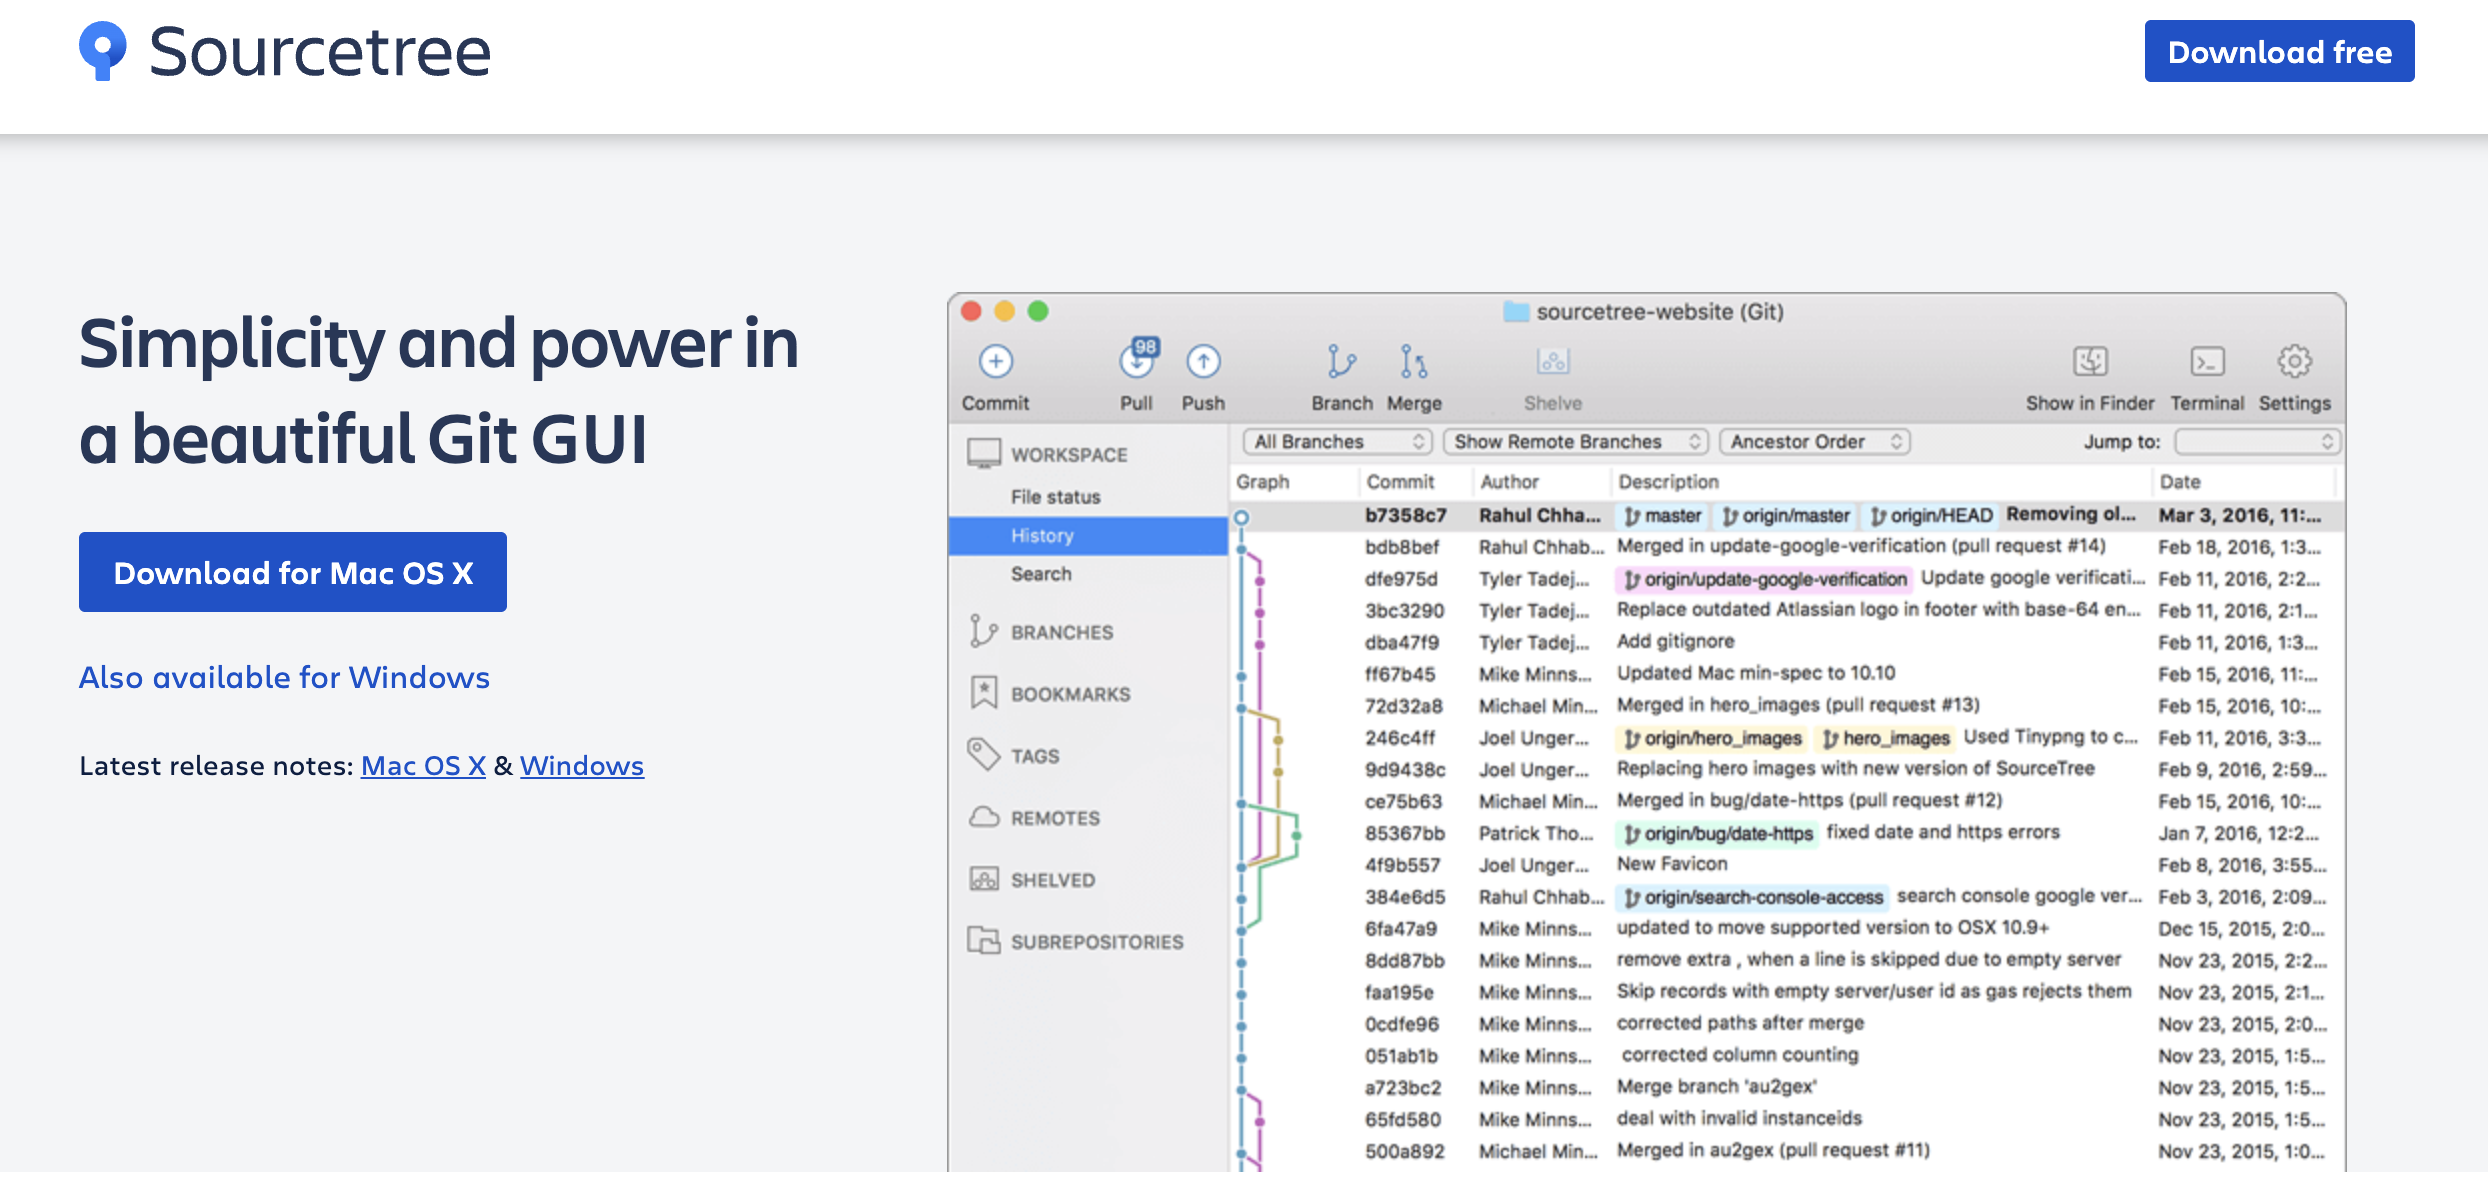 Sourcetree
Download free
Simplicity and power in
a beautiful Git GUI
Download for Mac OS X
Also available for Windows
Latest release notes: Mac OS X & Windows
sourcetree-website (Git)
98
Commit Pull Push Branch Merge Shelve Show in Finder Terminal Settings
WORKSPACE
File status
History
Search
BRANCHES
BOOKMARKS
TAGS
REMOTES
SHELVED
SUBREPOSITORIES
All Branches Show Remote Branches Ancestor Order Jump to:
Graph Commit Author Description Date
b7358c7 Rahul Chha... master origin/master origin/HEAD Removing ol... Mar 3, 2016, 11:...
bdb8bef Rahul Chhab... Merged in update-google-verification (pull request #14) Feb 18, 2016, 1:3...
dfe975d Tyler Tadej... origin/update-google-verification Update google verificati... Feb 11, 2016, 2:2...
3bc3290 Tyler Tadej... Replace outdated Atlassian logo in footer with base-64 en... Feb 11, 2016, 2:1...
dba47f9 Tyler Tadej... Add gitignore Feb 11, 2016, 1:3...
ff67b45 Mike Minns... Updated Mac min-spec to 10.10 Feb 15, 2016, 11:...
72d32a8 Michael Min... Merged in hero_images (pull request #13) Feb 15, 2016, 10:...
246c4ff Joel Unger... origin/hero_images hero_images Used Tinypng to c... Feb 11, 2016, 3:3...
9d9438c Joel Unger... Replacing hero images with new version of SourceTree Feb 9, 2016, 2:59...
ce75b63 Michael Min... Merged in bug/date-https (pull request #12) Feb 15, 2016, 10:...
85367bb Patrick Tho... origin/bug/date-https fixed date and https errors Jan 7, 2016, 12:2...
4f9b557 Joel Unger... New Favicon Feb 8, 2016, 3:55...
384e6d5 Rahul Chhab... origin/search-console-access search console google ver... Feb 3, 2016, 2:09...
6fa47a9 Mike Minns... updated to move supported version to OSX 10.9+ Dec 15, 2015, 2:0...
8dd87bb Mike Minns... remove extra , when a line is skipped due to empty server Nov 23, 2015, 2:2...
faa195e Mike Minns... Skip records with empty server/user id as gas rejects them Nov 23, 2015, 2:1...
0cdfe96 Mike Minns... corrected paths after merge Nov 23, 2015, 2:0...
051ab1b Mike Minns... corrected column counting Nov 23, 2015, 1:5...
a723bc2 Mike Minns... Merge branch 'au2gex' Nov 23, 2015, 1:5...
65fd580 Mike Minns... deal with invalid instanceids Nov 23, 2015, 1:5...
500a892 Michael Min... Merged in au2gex (pull request #11) Nov 23, 2015, 1:0...